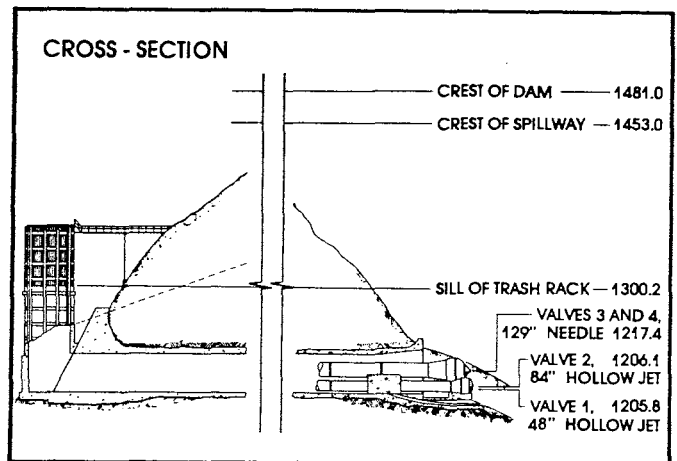 CROSS - SECTION
CREST OF DAM — 1481.0
CREST OF SPILLWAY — 1453.0
SILL OF TRASH RACK — 1300.2
VALVES 3 AND 4,
129" NEEDLE 1217.4
VALVE 2, 1206.1
84" HOLLOW JET
VALVE 1, 1205.8
48" HOLLOW JET